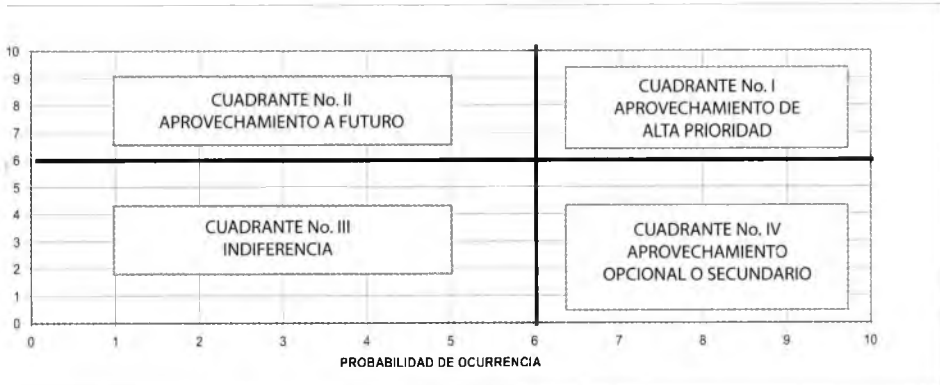 10
9
8
7
6
5
4
3
2
1
0
CUADRANTE No. II
APROVECHAMIENTO A FUTURO
CUADRANTE No. I
APROVECHAMIENTO DE
ALTA PRIORIDAD
CUADRANTE No. III
INDIFERENCIA
CUADRANTE No. IV
APROVECHAMIENTO
OPCIONAL O SECUNDARIO
0 1 2 3 4 5 6 7 8 9 10
PROBABILIDAD DE OCURRENCIA